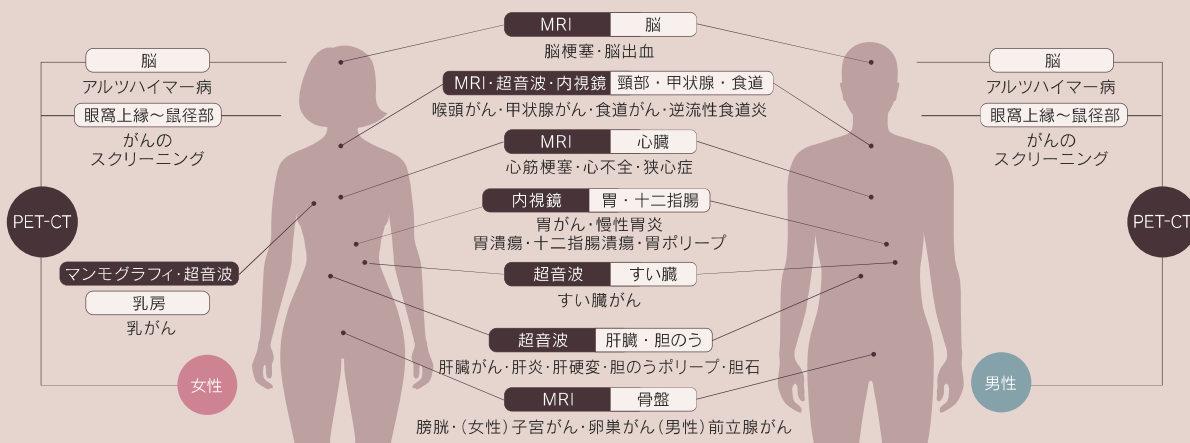 MRI 脳
脳梗塞・脳出血
MRI・超音波・内視鏡 頸部・甲状腺・食道
喉頭がん・甲状腺がん・食道がん・逆流性食道炎
MRI 心臓
心筋梗塞・心不全・狭心症
内視鏡 胃・十二指腸
胃がん・慢性胃炎
胃潰瘍・十二指腸潰瘍・胃ポリープ
超音波 すい臓
すい臓がん
超音波 肝臓・胆のう
肝臓がん・肝炎・肝硬変・胆のうポリープ・胆石
MRI 骨盤
膀胱・(女性)子宮がん・卵巣がん(男性)前立腺がん
脳
アルツハイマー病
眼窩上縁〜鼠径部
がんの
スクリーニング
PET-CT
マンモグラフィ・超音波
乳房
乳がん
女性
脳
アルツハイマー病
眼窩上縁〜鼠径部
がんの
スクリーニング
PET-CT
男性